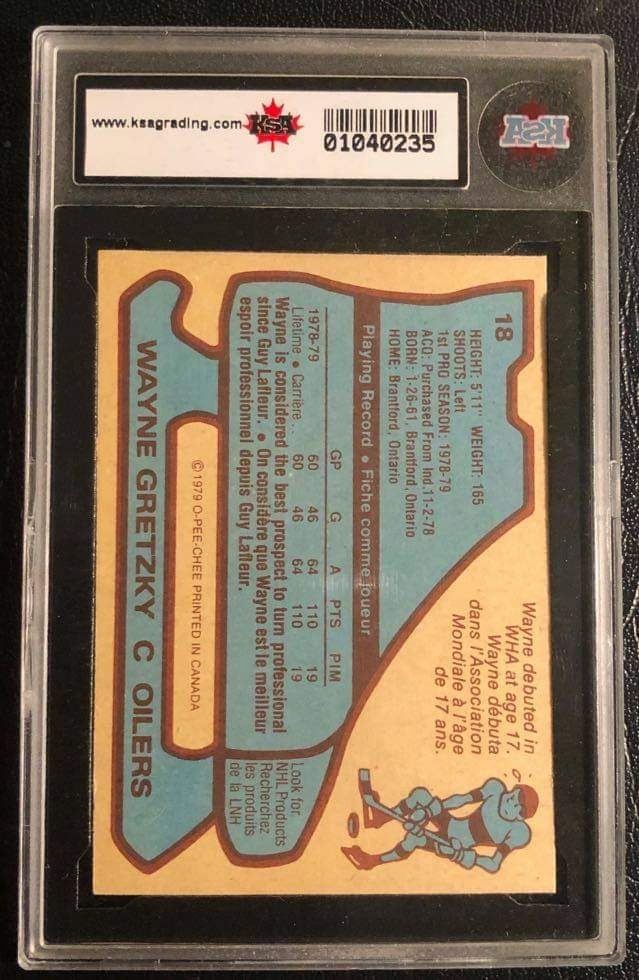 www.ksagrading.com
KSA
01040235
KSA
18
HEIGHT: 5'11" WEIGHT: 165
SHOOTS: Left
1st PRO SEASON: 1978-79
ACQ: Purchased From Ind.11-2-78
BORN: 1-26-61, Brantford, Ontario
HOME: Brantford, Ontario
Wayne debuted in
WHA at age 17.
Wayne débuta
dans l'Association
Mondiale à l'âge
de 17 ans.
Playing Record • Fiche comme joueur
GP G A PTS PIM
1978-79 60 46 64 110 19
Lifetime • Carrière 60 46 64 110 19
Wayne is considered the best prospect to turn professional
since Guy Lafleur. • On considère que Wayne est le meilleur
espoir professionnel depuis Guy Lafleur.
Look for
NHL Products
Recherchez
les produits
de la LNH
© 1979 O-PEE-CHEE PRINTED IN CANADA
WAYNE GRETZKY C OILERS